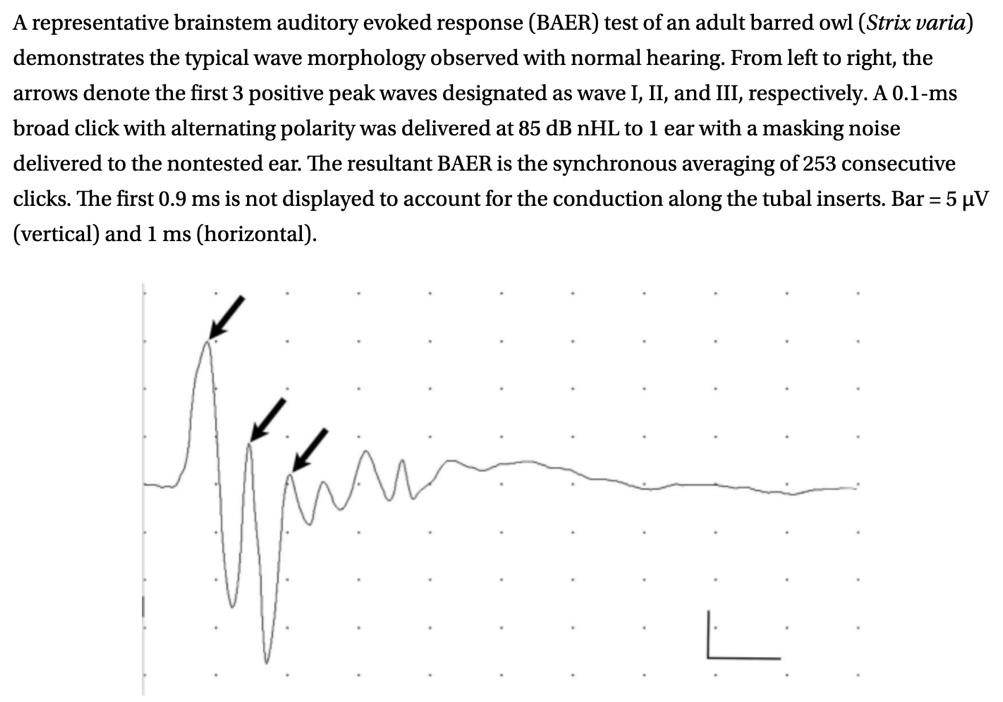 A representative brainstem auditory evoked response (BAER) test of an adult barred owl (Strix varia)
demonstrates the typical wave morphology observed with normal hearing. From left to right, the
arrows denote the first 3 positive peak waves designated as wave I, II, and III, respectively. A 0.1-ms
broad click with alternating polarity was delivered at 85 dB nHL to 1 ear with a masking noise
delivered to the nontested ear. The resultant BAER is the synchronous averaging of 253 consecutive
clicks. The first 0.9 ms is not displayed to account for the conduction along the tubal inserts. Bar = 5 μV
(vertical) and 1 ms (horizontal).